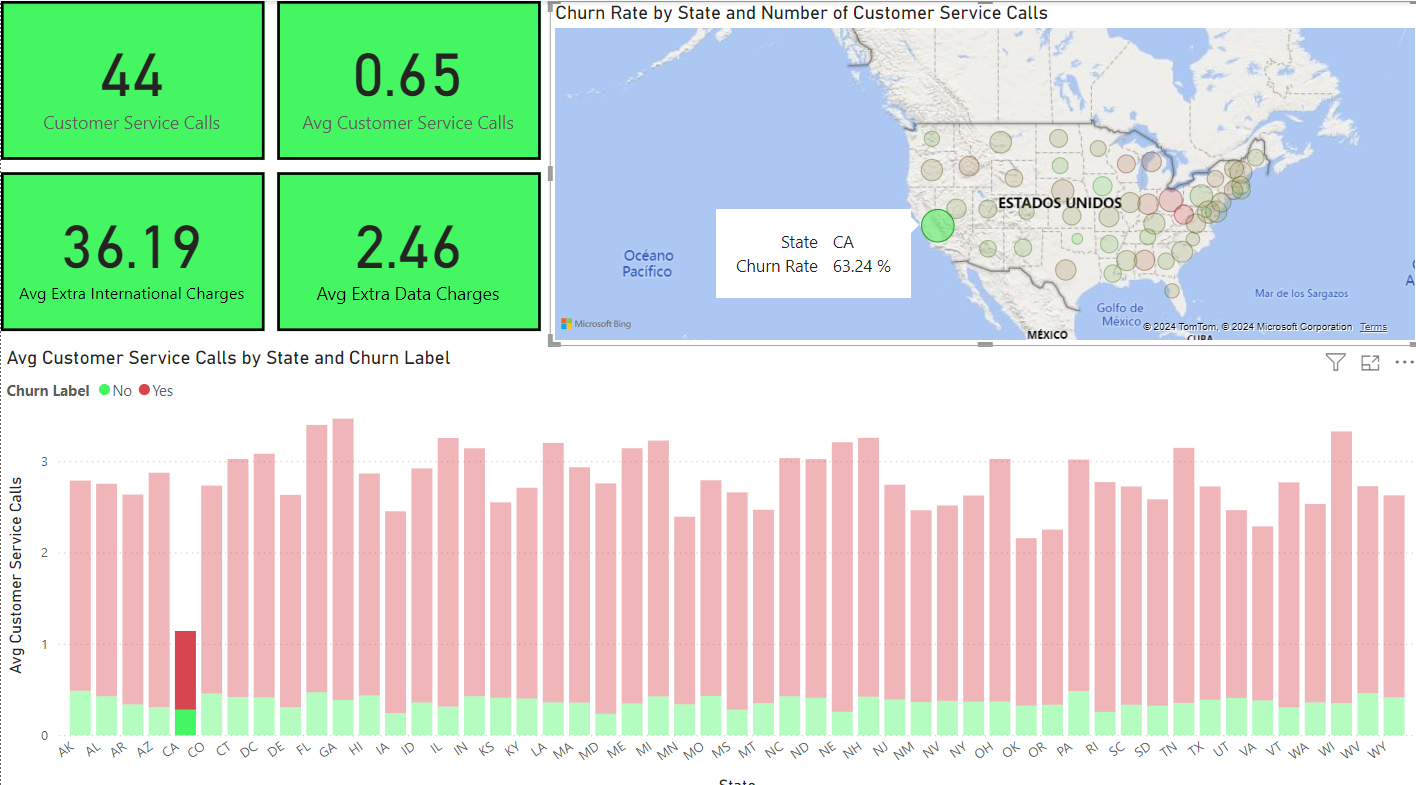 44
Customer Service Calls
0.65
Avg Customer Service Calls
36.19
Avg Extra International Charges
2.46
Avg Extra Data Charges
Churn Rate by State and Number of Customer Service Calls
ESTADOS UNIDOS
State CA
Churn Rate 63.24 %
Océano
Pacífico
Golfo de
México
Mar de los Sargazos
MÉXICO
Microsoft Bing
© 2024 TomTom, © 2024 Microsoft Corporation Terms
Avg Customer Service Calls by State and Churn Label
Churn Label No Yes
Avg Customer Service Calls
3
2
1
0
AK AL AR AZ CA CO CT DC DE FL GA HI IA ID IL IN KS KY LA MA MD ME MI MN MO MS MT NC ND NE NH NJ NM NV NY OH OK OR PA RI SC SD TN TX UT VA VT WA WI WV WY
State